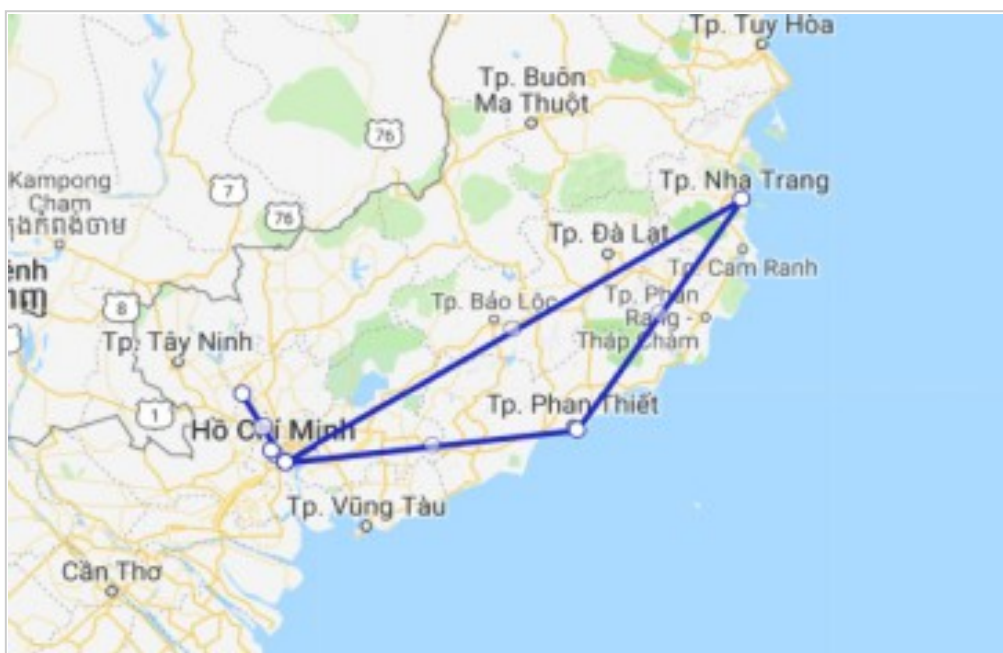 Tp. Tuy Hòa
Tp. Buôn
Ma Thuột
76
Kampong
Cham
7
Tp. Nha Trang
76
Tp. Đà Lạt
Tp. Cam Ranh
8
Tp. Bảo Lộc
Tp. Phan
Rang -
Tháp Chàm
Tp. Tây Ninh
1
Hồ Chí Minh
Tp. Phan Thiết
Tp. Vũng Tàu
Cần Thơ